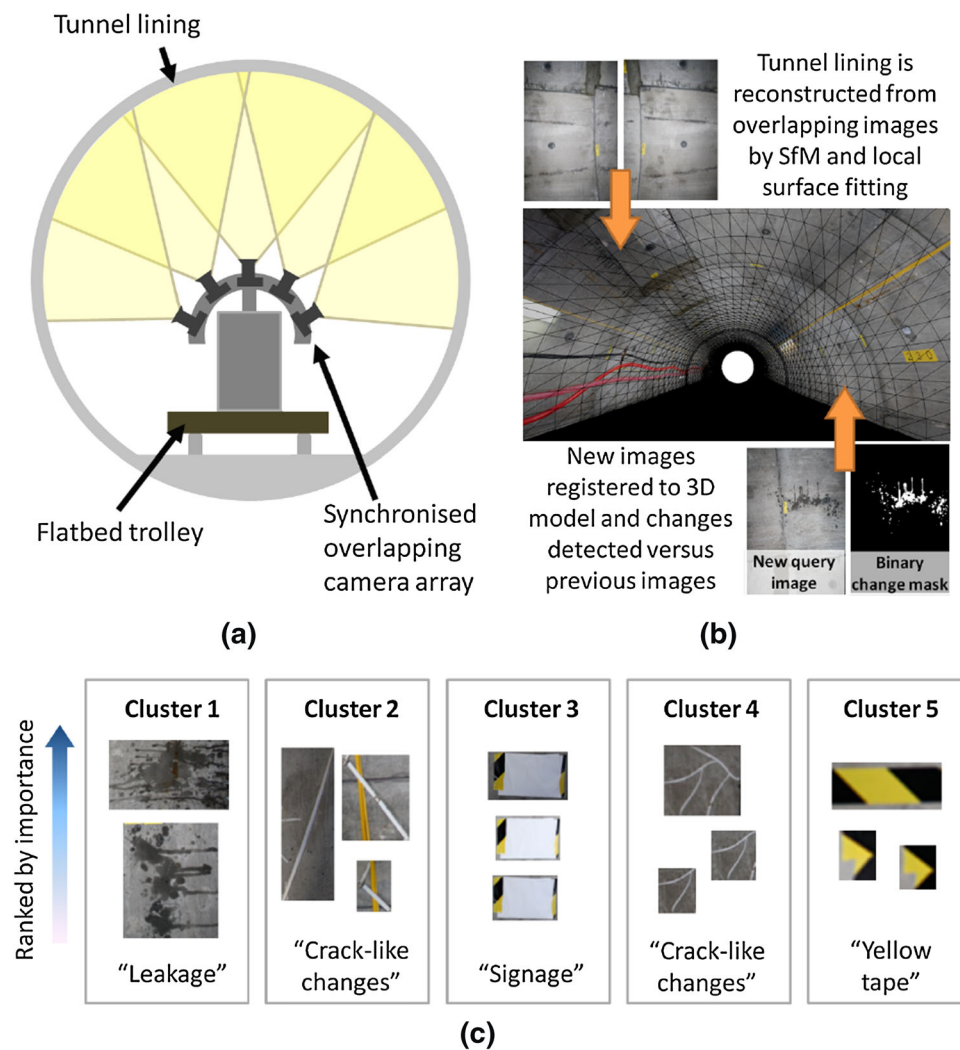 Tunnel lining
Flatbed trolley
Synchronised
overlapping
camera array
(a)
Tunnel lining is
reconstructed from
overlapping images
by SfM and local
surface fitting
New images
registered to 3D
model and changes
detected versus
previous images
New query
image
Binary
change mask
(b)
Ranked by importance
Cluster 1
“Leakage”
Cluster 2
“Crack-like
changes”
Cluster 3
“Signage”
Cluster 4
“Crack-like
changes”
Cluster 5
“Yellow
tape”
(c)